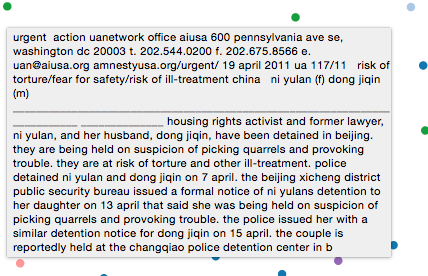 urgent  action uanetwork office aiusa 600 pennsylvania ave se,
washington dc 20003 t. 202.544.0200 f. 202.675.8566 e.
uan@aiusa.org amnestyusa.org/urgent/ 19 april 2011 ua 117/11   risk of
torture/fear for safety/risk of ill-treatment china   ni yulan (f) dong jiqin
(m)
___________________________________________________________
__________ _____________ housing rights activist and former lawyer,
ni yulan, and her husband, dong jiqin, have been detained in beijing.
they are being held on suspicion of picking quarrels and provoking
trouble. they are at risk of torture and other ill-treatment. police
detained ni yulan and dong jiqin on 7 april. the beijing xicheng district
public security bureau issued a formal notice of ni yulans detention to
her daughter on 13 april that said she was being held on suspicion of
picking quarrels and provoking trouble. the police issued her with a
similar detention notice for dong jiqin on 15 april. the couple is
reportedly held at the changqiao police detention center in b